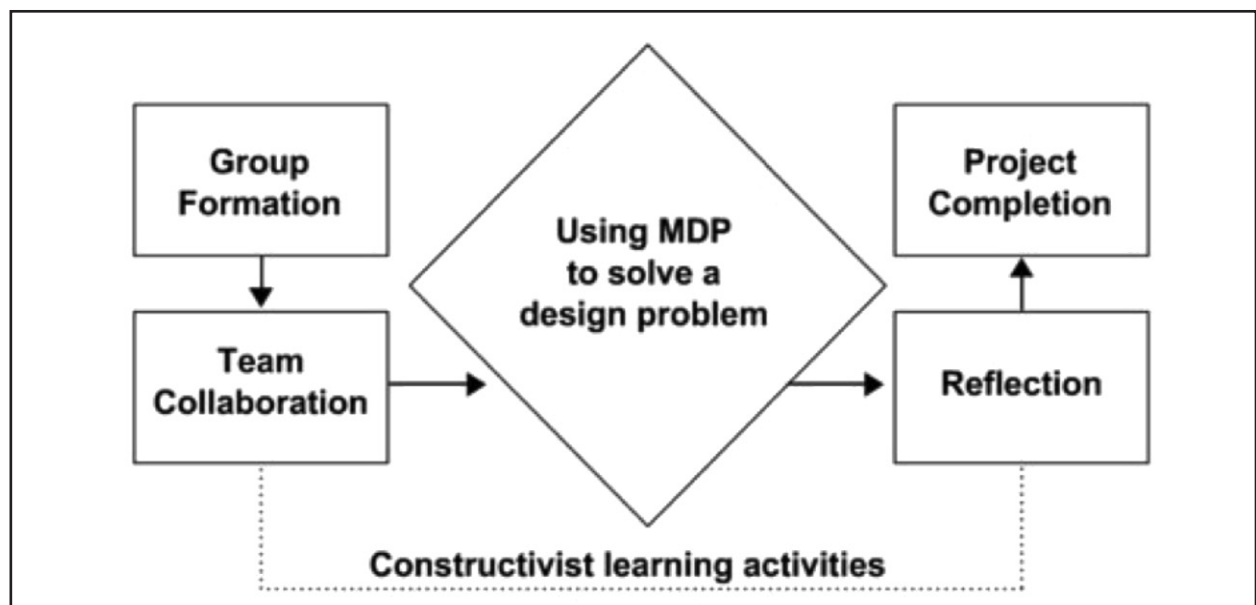 Group
Formation
Team
Collaboration
Using MDP
to solve a
design problem
Project
Completion
Reflection
Constructivist learning activities